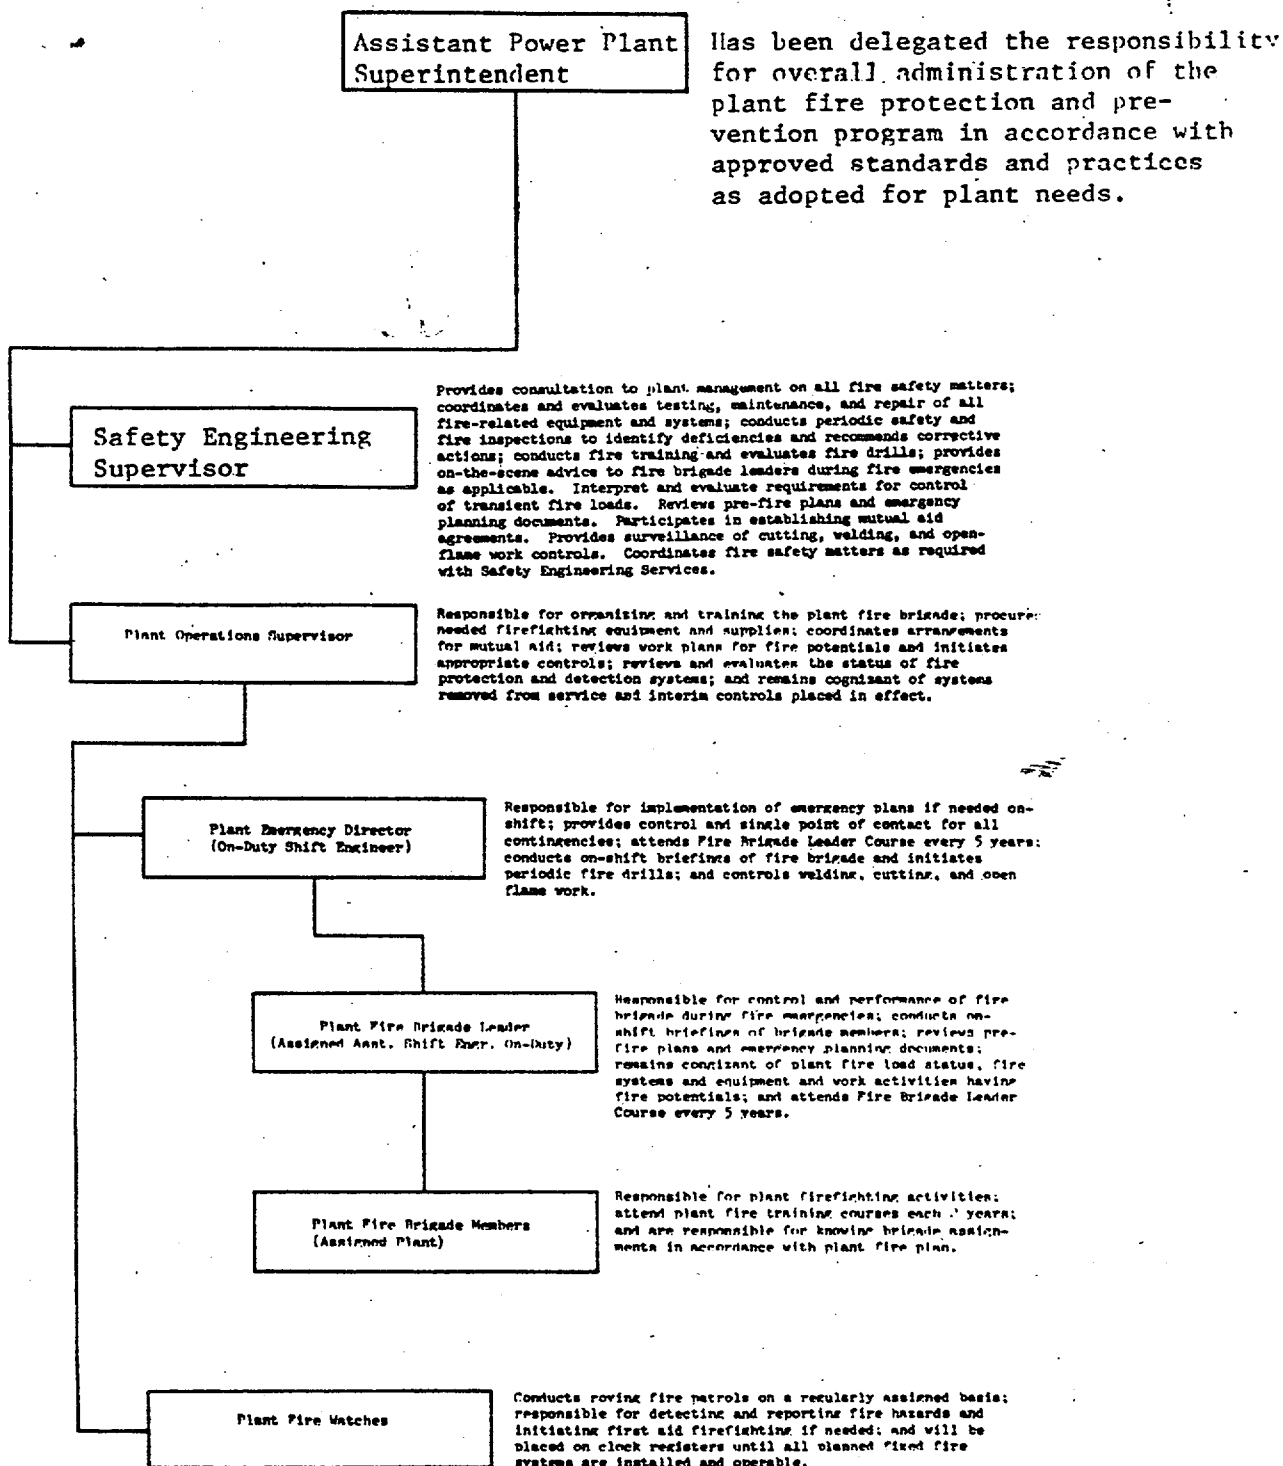 Assistant Power Plant
Superintendent
Has been delegated the responsibility
for overall administration of the
plant fire protection and pre-
vention program in accordance with
approved standards and practices
as adopted for plant needs.
Safety Engineering
Supervisor
Provides consultation to plant management on all fire safety matters;
coordinates and evaluates testing, maintenance, and repair of all
fire-related equipment and systems; conducts periodic safety and
fire inspections to identify deficiencies and recommends corrective
actions; conducts fire training and evaluates fire drills; provides
on-the-scene advice to fire brigade leaders during fire emergencies
as applicable. Interpret and evaluate requirements for control
of transient fire loads. Reviews pre-fire plans and emergency
planning documents. Participates in establishing mutual aid
agreements. Provides surveillance of cutting, welding, and open-
flame work controls. Coordinates fire safety matters as required
with Safety Engineering Services.
Plant Operations Supervisor
Responsible for organizing and training the plant fire brigade; procure
needed firefighting equipment and supplies; coordinates arrangements
for mutual aid; reviews work plans for fire potentials and initiates
appropriate controls; reviews and evaluates the status of fire
protection and detection systems; and remains cognizant of systems
removed from service and interim controls placed in effect.
Plant Emergency Director
(On-Duty Shift Engineer)
Responsible for implementation of emergency plans if needed on-
shift; provides control and single point of contact for all
contingencies; attends Fire Brigade Leader Course every 5 years;
conducts on-shift briefings of fire brigade and initiates
periodic fire drills; and controls welding, cutting, and open
flame work.
Plant Fire Brigade Leader
(Assigned Asst. Shift Engr. On-Duty)
Responsible for control and performance of fire
brigade during fire emergencies; conducts on-
shift briefings of brigade members; reviews pre-
fire plans and emergency planning documents;
remains cognizant of plant fire load status, fire
systems and equipment and work activities having
fire potentials; and attends Fire Brigade Leader
Course every 5 years.
Plant Fire Brigade Members
(Assigned Plant)
Responsible for plant firefighting activities;
attend plant fire training courses each years;
and are responsible for knowing brigade assign-
ments in accordance with plant fire plan.
Plant Fire Watches
Conducts roving fire patrols on a regularly assigned basis;
responsible for detecting and reporting fire hazards and
initiating first aid firefighting if needed; and will be
placed on clock registers until all planned fixed fire
systems are installed and operable.